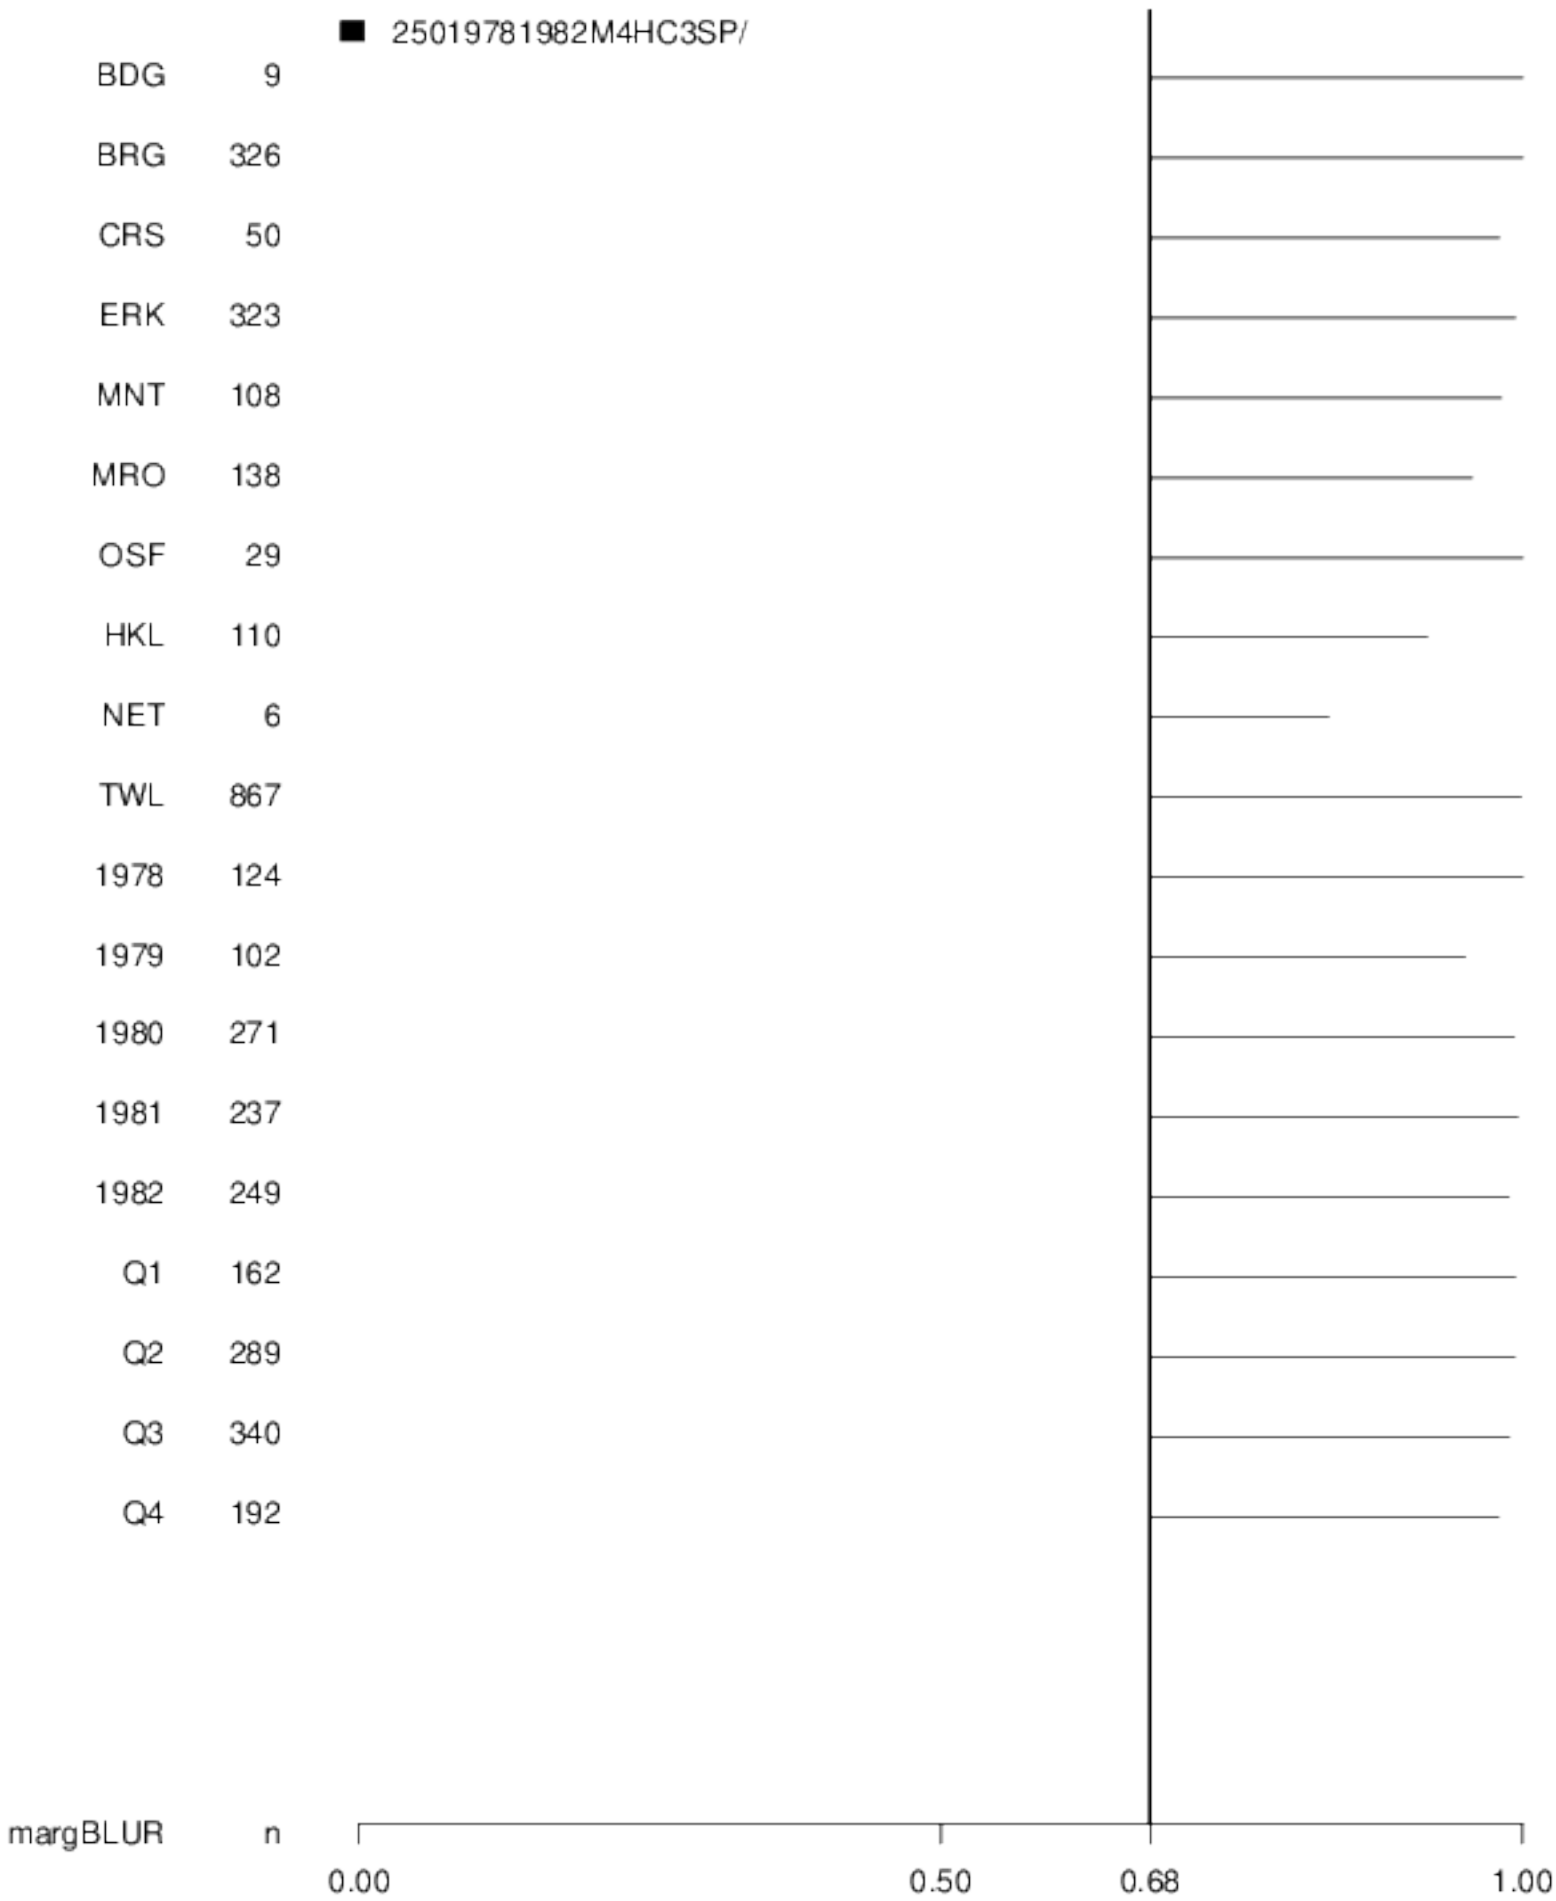 25019781982M4HC3SP/
BDG 9
BRG 326
CRS 50
ERK 323
MNT 108
MRO 138
OSF 29
HKL 110
NET 6
TWL 867
1978 124
1979 102
1980 271
1981 237
1982 249
Q1 162
Q2 289
Q3 340
Q4 192
margBLUR n
0.00 0.50 0.68 1.00